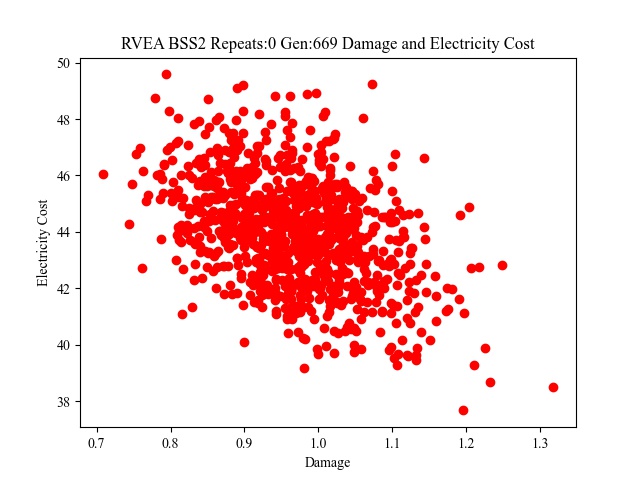 RVEA BSS2 Repeats:0 Gen:669 Damage and Electricity Cost
50
48
46
44
42
40
38
Electricity Cost
0.7 0.8 0.9 1.0 1.1 1.2 1.3
Damage